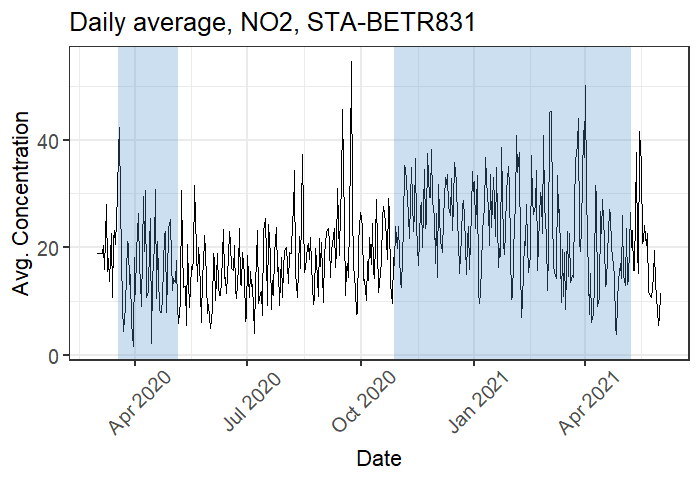 Daily average, NO2, STA-BETR831
Avg. Concentration
40
20
0
Apr 2020
Jul 2020
Oct 2020
Jan 2021
Apr 2021
Date